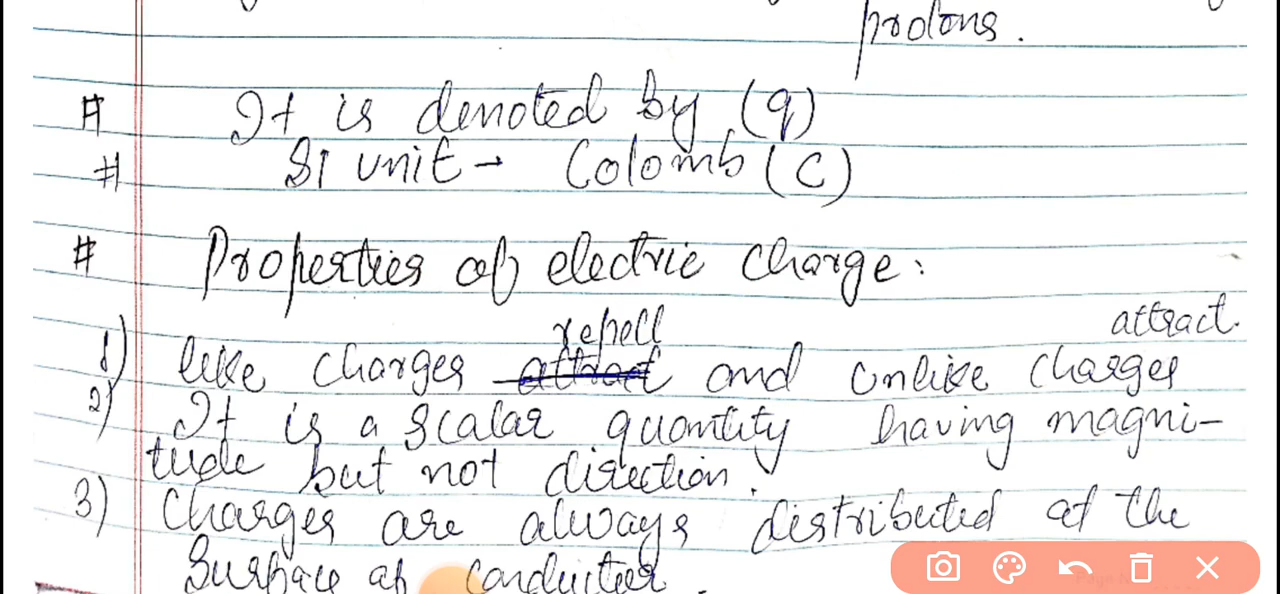 protons.
# It is denoted by (q)
# SI unit → Colomb (C)
# Properties of electric charge:
repell attract.
1) like charges attract and unlike charges
2) It is a scalar quantity having magni-
tude but not direction.
3) Charges are always distributed at the
Surface of conductor.